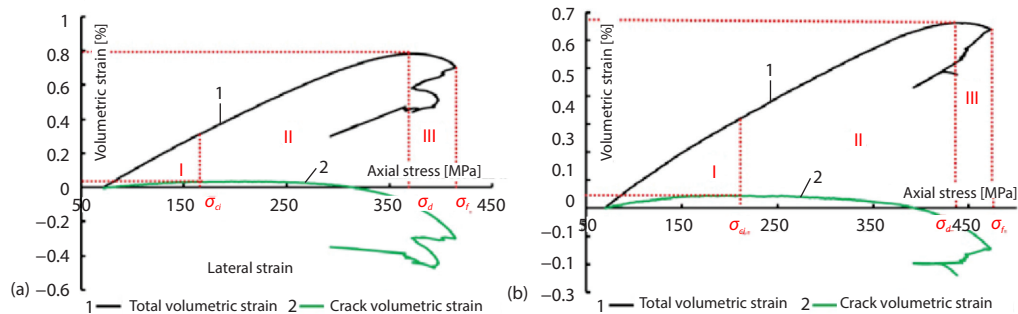 Volumetric strain [%]
1
0.8
0.6
0.4
0.2
0
−0.2
−0.4
−0.6
1
I
II
III
2
Axial stress [MPa]
50
150
250
350
450
σci
σd
σf
Lateral strain
(a)
1 Total volumetric strain 2 Crack volumetric strain
Volumetric strain [%]
0.7
0.6
0.5
0.4
0.3
0.2
0.1
0
−0.1
−0.2
−0.3
1
I
II
III
2
Axial stress [MPa]
50
150
250
350
450
σd
σf
(b)
1 Total volumetric strain 2 Crack volumetric strain